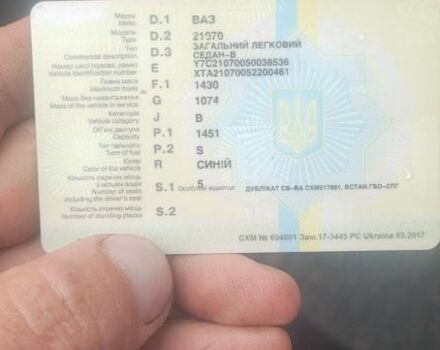 Марка
Make
D.1 ВАЗ
Модель
Type
D.2 21070
Тип
Commercial description
D.3 ЗАГАЛЬНИЙ ЛЕГКОВИЙ
СЕДАН-В
Номер шасі (кузова, рами)
Vehicle identification number
E Y7C21070050038536
XTA21070052200461
Повна маса
Maximum mass
F.1 1430
Маса без навантаження
Mass of the vehicle in service
G 1074
Категорія
Vehicle category
J B
Об'єм двигуна
Capacity
P.1 1451
Тип пального
Type of fuel
P.2 S
Колір
Color of the vehicle
R СИНІЙ
Кількість сидячих місць
з місцем водія
Number of seats
including the driver's seat
S.1 5
Особливі відмітки: ДУБЛІКАТ СВ-ВА СХМ517981. ВСТАН.ГБО-СПГ
Кількість стоячих місць
Number of standing places
S.2
СХМ № 694801 Зам.17-3445 PC Ukraina 03.2017